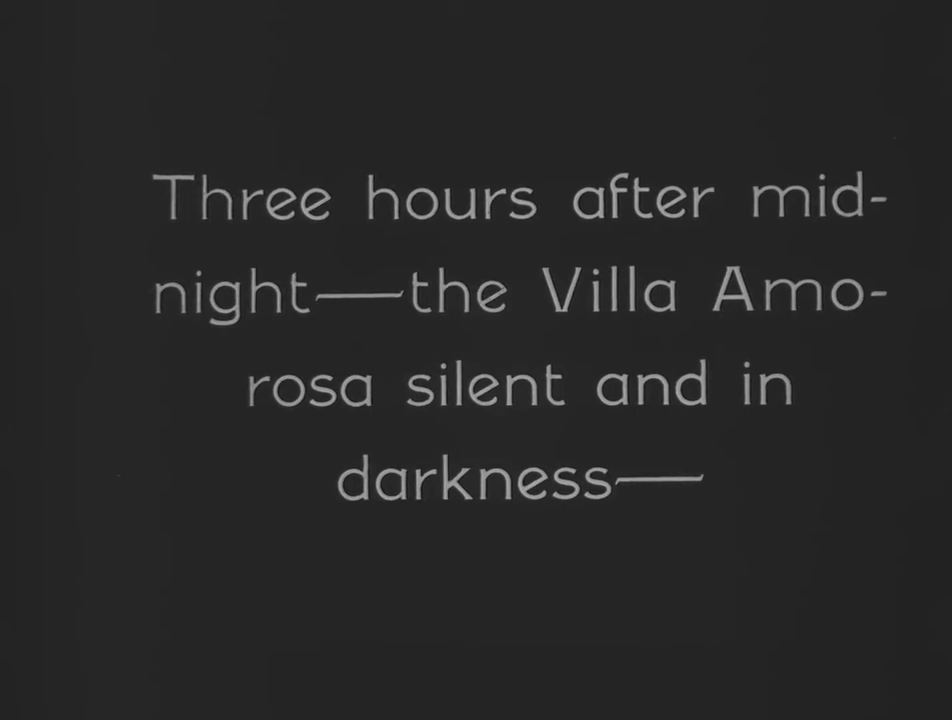 Three hours after mid-
night—the Villa Amo-
rosa silent and in
darkness—